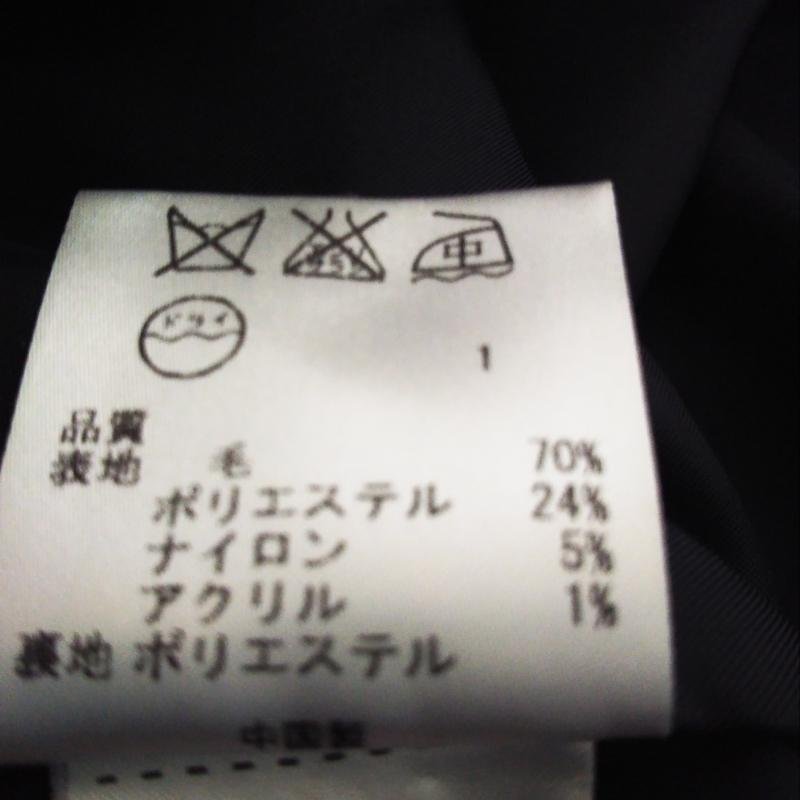 中
ドライ
1
品質
表地 毛 70%
ポリエステル 24%
ナイロン 5%
アクリル 1%
裏地 ポリエステル
中国製